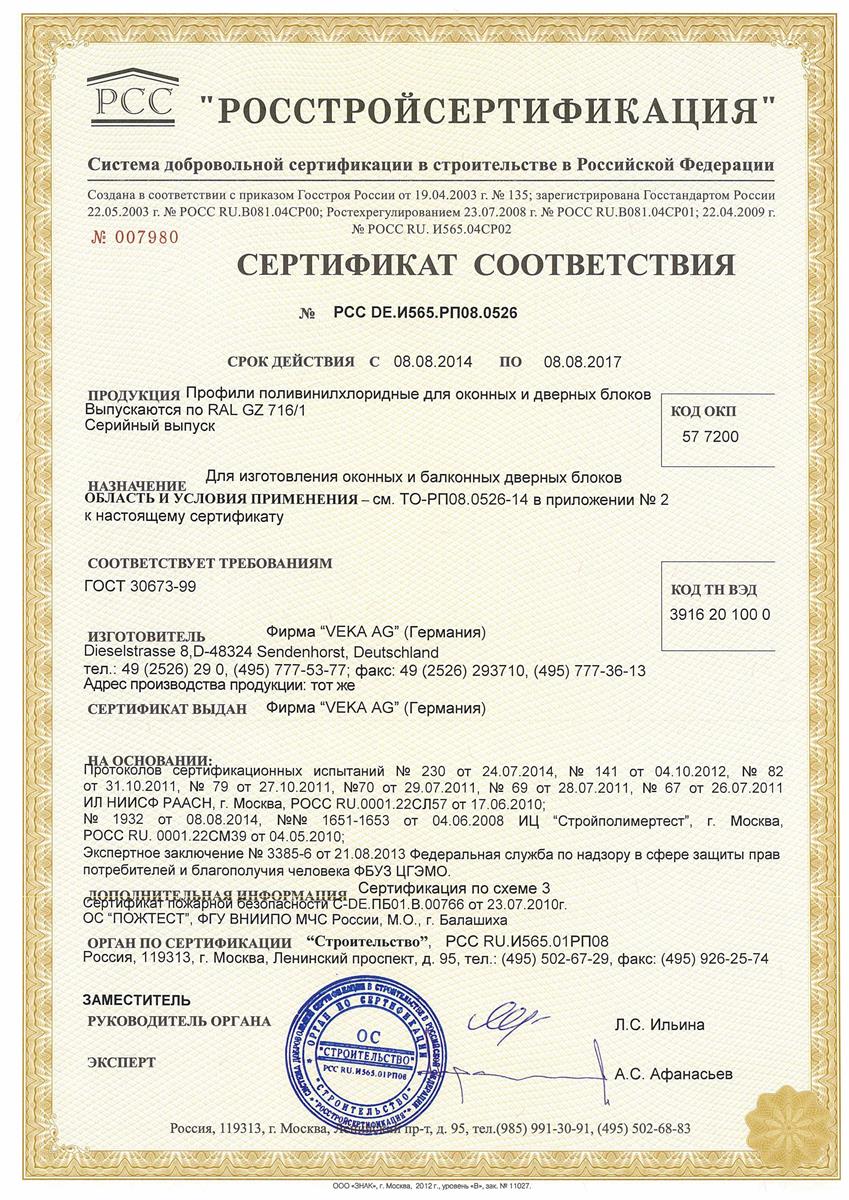 РСС
"РОССТРОЙСЕРТИФИКАЦИЯ"
Система добровольной сертификации в строительстве в Российской Федерации
Создана в соответствии с приказом Госстроя России от 19.04.2003 г. № 135; зарегистрирована Госстандартом России
22.05.2003 г. № РОСС RU.В081.04СР00; Ростехрегулированием 23.07.2008 г. № РОСС RU.В081.04СР01; 22.04.2009 г.
№ РОСС RU. И565.04СР02
№ 007980
СЕРТИФИКАТ СООТВЕТСТВИЯ
№ РСС DE.И565.РП08.0526
СРОК ДЕЙСТВИЯ С 08.08.2014 ПО 08.08.2017
ПРОДУКЦИЯ Профили поливинилхлоридные для оконных и дверных блоков
Выпускаются по RAL GZ 716/1
Серийный выпуск
КОД ОКП
57 7200
НАЗНАЧЕНИЕ Для изготовления оконных и балконных дверных блоков
ОБЛАСТЬ И УСЛОВИЯ ПРИМЕНЕНИЯ – см. ТО-РП08.0526-14 в приложении № 2
к настоящему сертификату
СООТВЕТСТВУЕТ ТРЕБОВАНИЯМ
ГОСТ 30673-99
КОД ТН ВЭД
3916 20 100 0
ИЗГОТОВИТЕЛЬ Фирма “VEKA AG” (Германия)
Dieselstrasse 8,D-48324 Sendenhorst, Deutschland
тел.: 49 (2526) 29 0, (495) 777-53-77; факс: 49 (2526) 293710, (495) 777-36-13
Адрес производства продукции: тот же
СЕРТИФИКАТ ВЫДАН Фирма “VEKA AG” (Германия)
НА ОСНОВАНИИ:
Протоколов сертификационных испытаний № 230 от 24.07.2014, № 141 от 04.10.2012, № 82
от 31.10.2011, № 79 от 27.10.2011, №70 от 29.07.2011, № 69 от 28.07.2011, № 67 от 26.07.2011
ИЛ НИИСФ РААСН, г. Москва, РОСС RU.0001.22СЛ57 от 17.06.2010;
№ 1932 от 08.08.2014, №№ 1651-1653 от 04.06.2008 ИЦ “Стройполимертест”, г. Москва,
РОСС RU. 0001.22СМ39 от 04.05.2010;
Экспертное заключение № 3385-6 от 21.08.2013 Федеральная служба по надзору в сфере защиты прав
потребителей и благополучия человека ФБУЗ ЦГЭМО.
ДОПОЛНИТЕЛЬНАЯ ИНФОРМАЦИЯ Сертификация по схеме 3
Сертификат пожарной безопасности С-DE.ПБ01.В.00766 от 23.07.2010г.
ОС “ПОЖТЕСТ”, ФГУ ВНИИПО МЧС России, М.О., г. Балашиха
ОРГАН ПО СЕРТИФИКАЦИИ “Строительство”, РСС RU.И565.01РП08
Россия, 119313, г. Москва, Ленинский проспект, д. 95, тел.: (495) 502-67-29, факс: (495) 926-25-74
ЗАМЕСТИТЕЛЬ
РУКОВОДИТЕЛЬ ОРГАНА Л.С. Ильина
ЭКСПЕРТ А.С. Афанасьев
СИСТЕМА ДОБРОВОЛЬНОЙ СЕРТИФИКАЦИИ В СТРОИТЕЛЬСТВЕ В РОССИЙСКОЙ ФЕДЕРАЦИИ
"РОССТРОЙСЕРТИФИКАЦИЯ"
ОРГАН ПО СЕРТИФИКАЦИИ
ОС
"СТРОИТЕЛЬСТВО"
РСС RU.И565.01РП08
"СТРОИТЕЛЬСТВО"
Россия, 119313, г. Москва, Ленинский пр-т, д. 95, тел.(985) 991-30-91, (495) 502-68-83
ООО «ЗНАК», г. Москва, 2012 г., уровень «В», зак. № 11027.